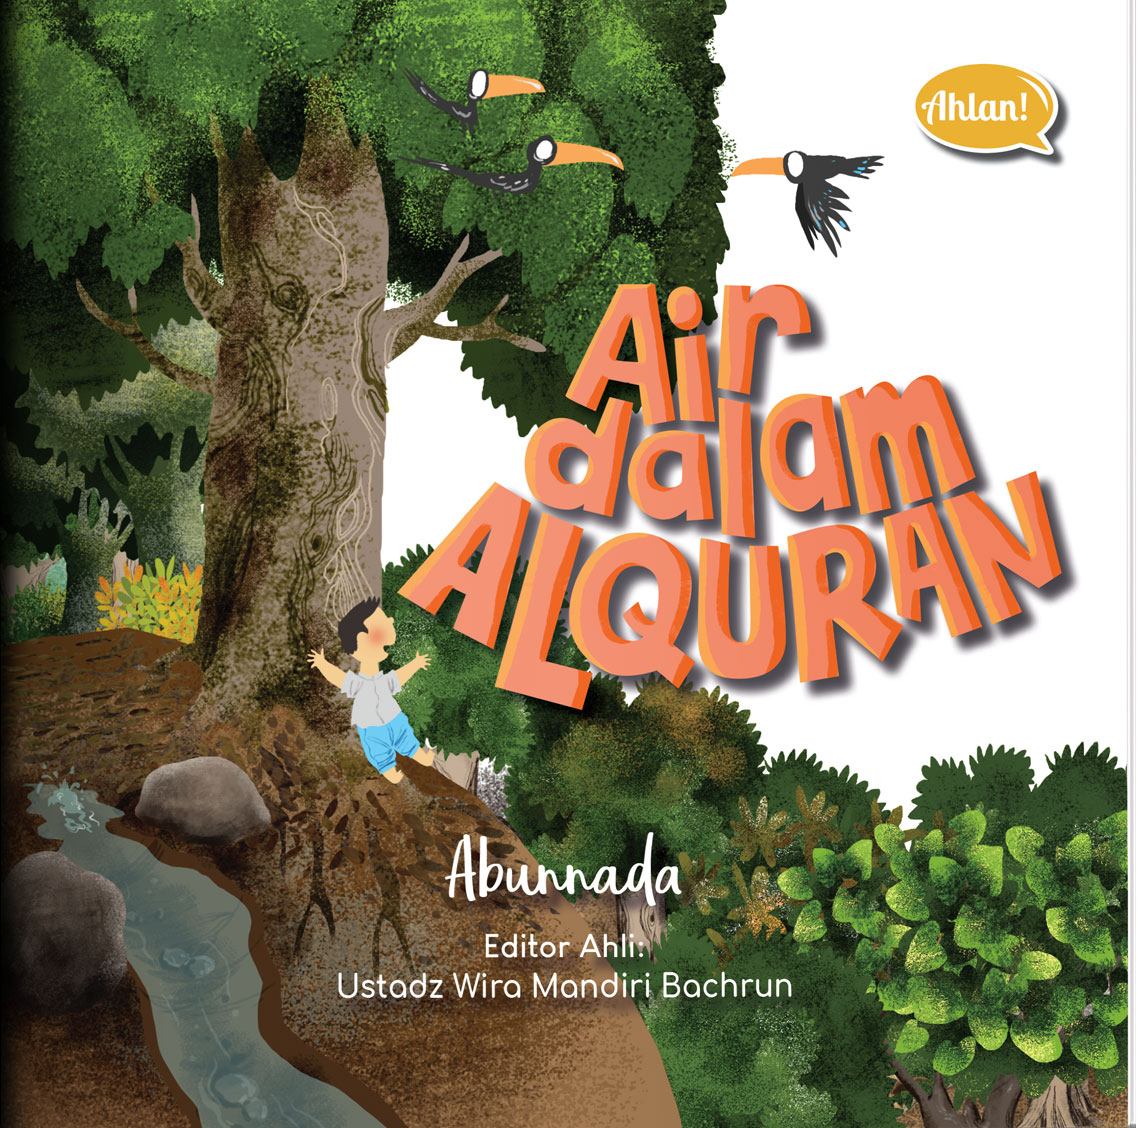 Ahlan!
Air
dalam
ALQURAN
Abunnada
Editor Ahli:
Ustadz Wira Mandiri Bachrun